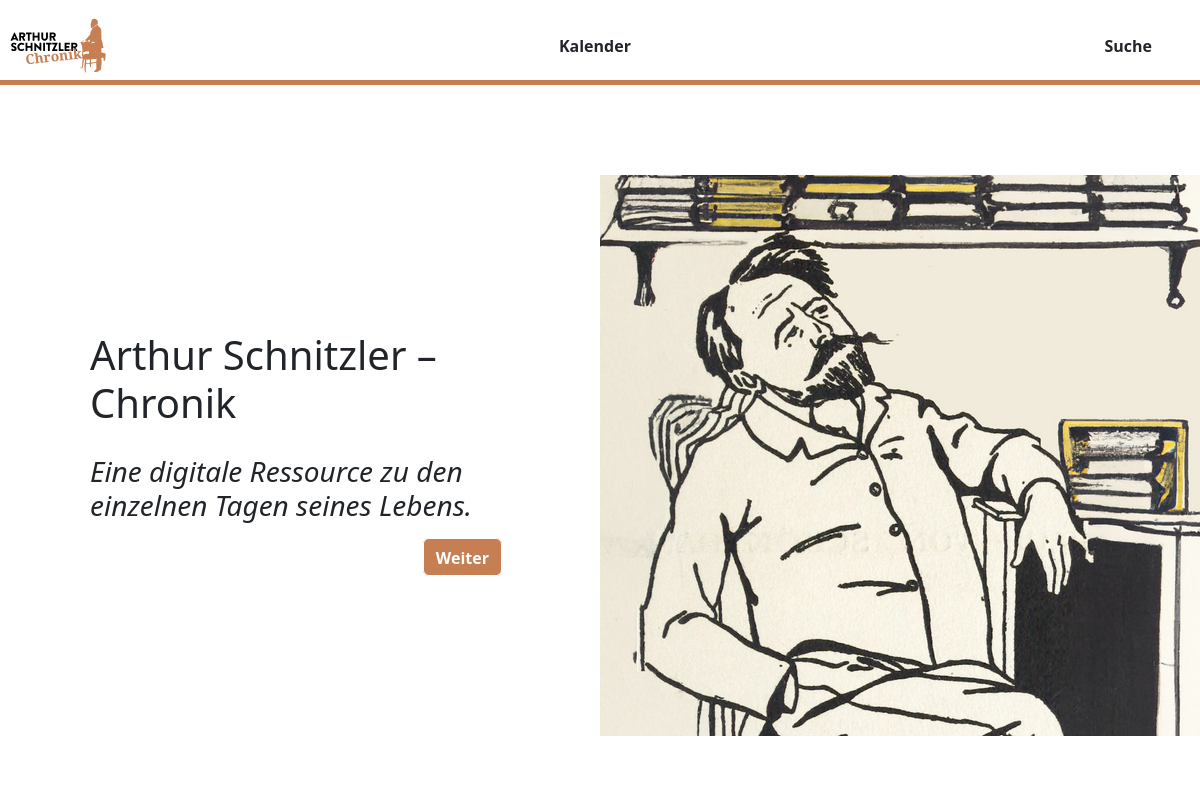 ARTHUR
SCHNITZLER
Chronik
Kalender
Suche
Arthur Schnitzler –
Chronik
Eine digitale Ressource zu den
einzelnen Tagen seines Lebens.
Weiter